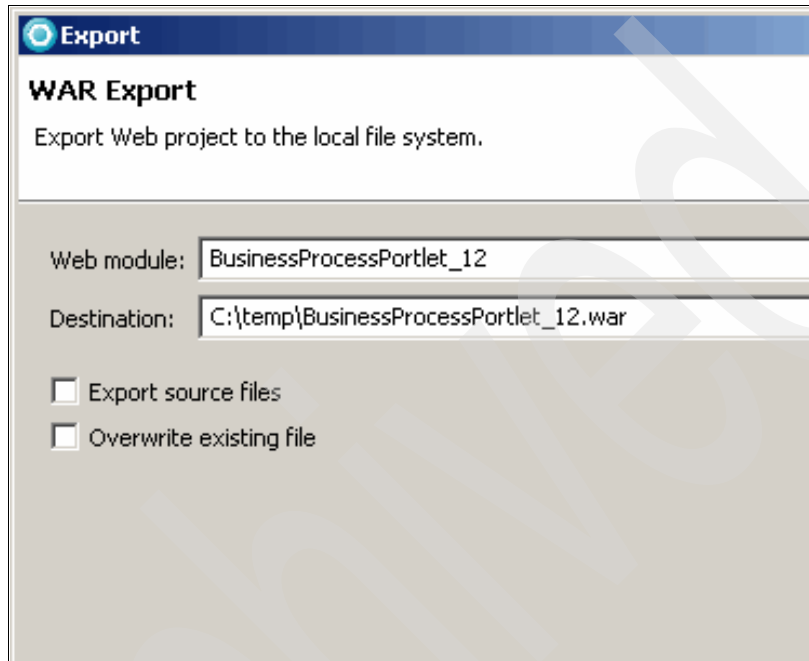 Export
WAR Export
Export Web project to the local file system.
Web module: BusinessProcessPortlet_12
Destination: C:\temp\BusinessProcessPortlet_12.war
Export source files
Overwrite existing file
hived